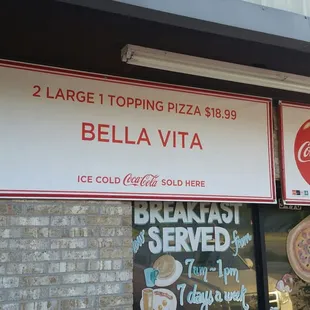 2 LARGE 1 TOPPING PIZZA $18.99
BELLA VITA
ICE COLD Coca-Cola SOLD HERE
BREAKFAST
SERVED
from
7am - 1pm
7 days a week